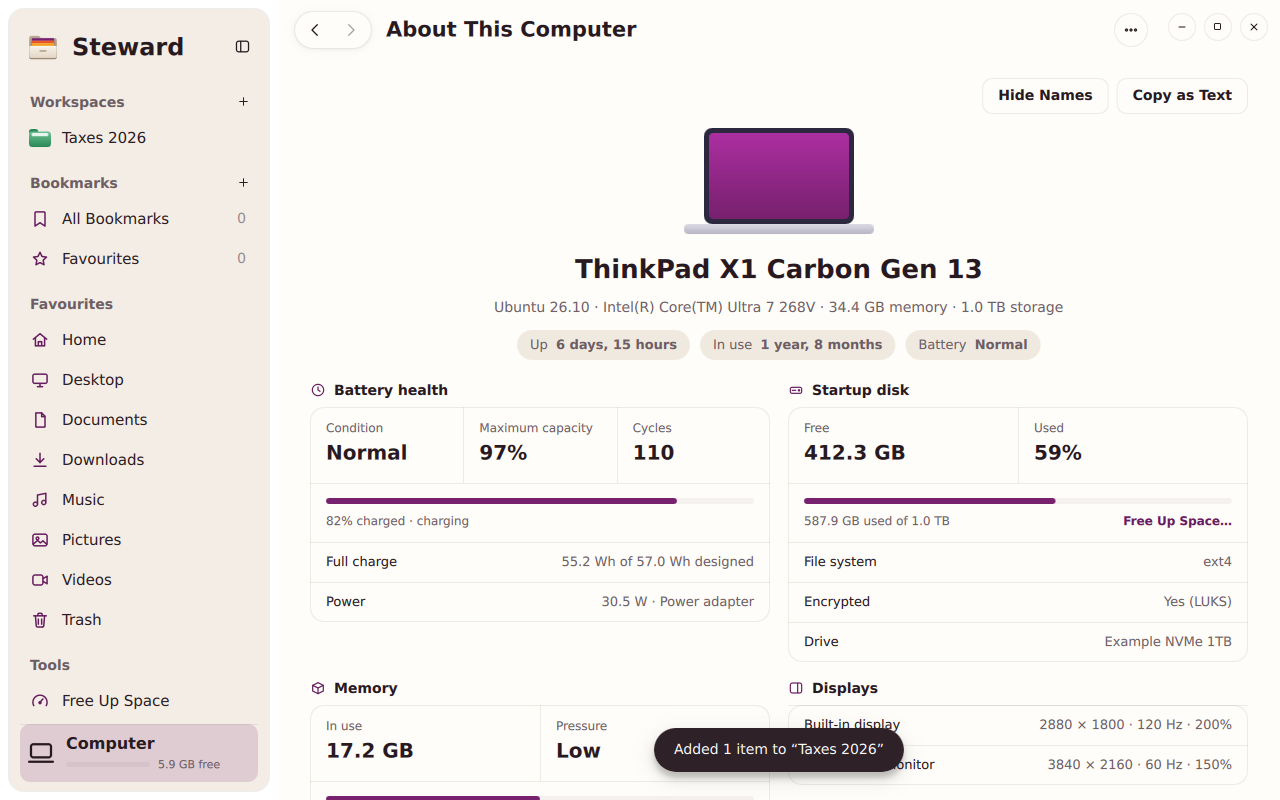 Steward
Workspaces
Taxes 2026
Bookmarks
All Bookmarks 0
Favourites 0
Favourites
Home
Desktop
Documents
Downloads
Music
Pictures
Videos
Trash
Tools
Free Up Space
Computer
5.9 GB free
About This Computer
Hide Names
Copy as Text
ThinkPad X1 Carbon Gen 13
Ubuntu 26.10 · Intel(R) Core(TM) Ultra 7 268V · 34.4 GB memory · 1.0 TB storage
Up 6 days, 15 hours
In use 1 year, 8 months
Battery Normal
Battery health
Condition
Normal
Maximum capacity
97%
Cycles
110
82% charged · charging
Full charge 55.2 Wh of 57.0 Wh designed
Power 30.5 W · Power adapter
Startup disk
Free
412.3 GB
Used
59%
587.9 GB used of 1.0 TB Free Up Space…
File system ext4
Encrypted Yes (LUKS)
Drive Example NVMe 1TB
Memory
In use
17.2 GB
Pressure
Low
Displays
Built-in display 2880 × 1800 · 120 Hz · 200%
3840 × 2160 · 60 Hz · 150%
Added 1 item to “Taxes 2026”